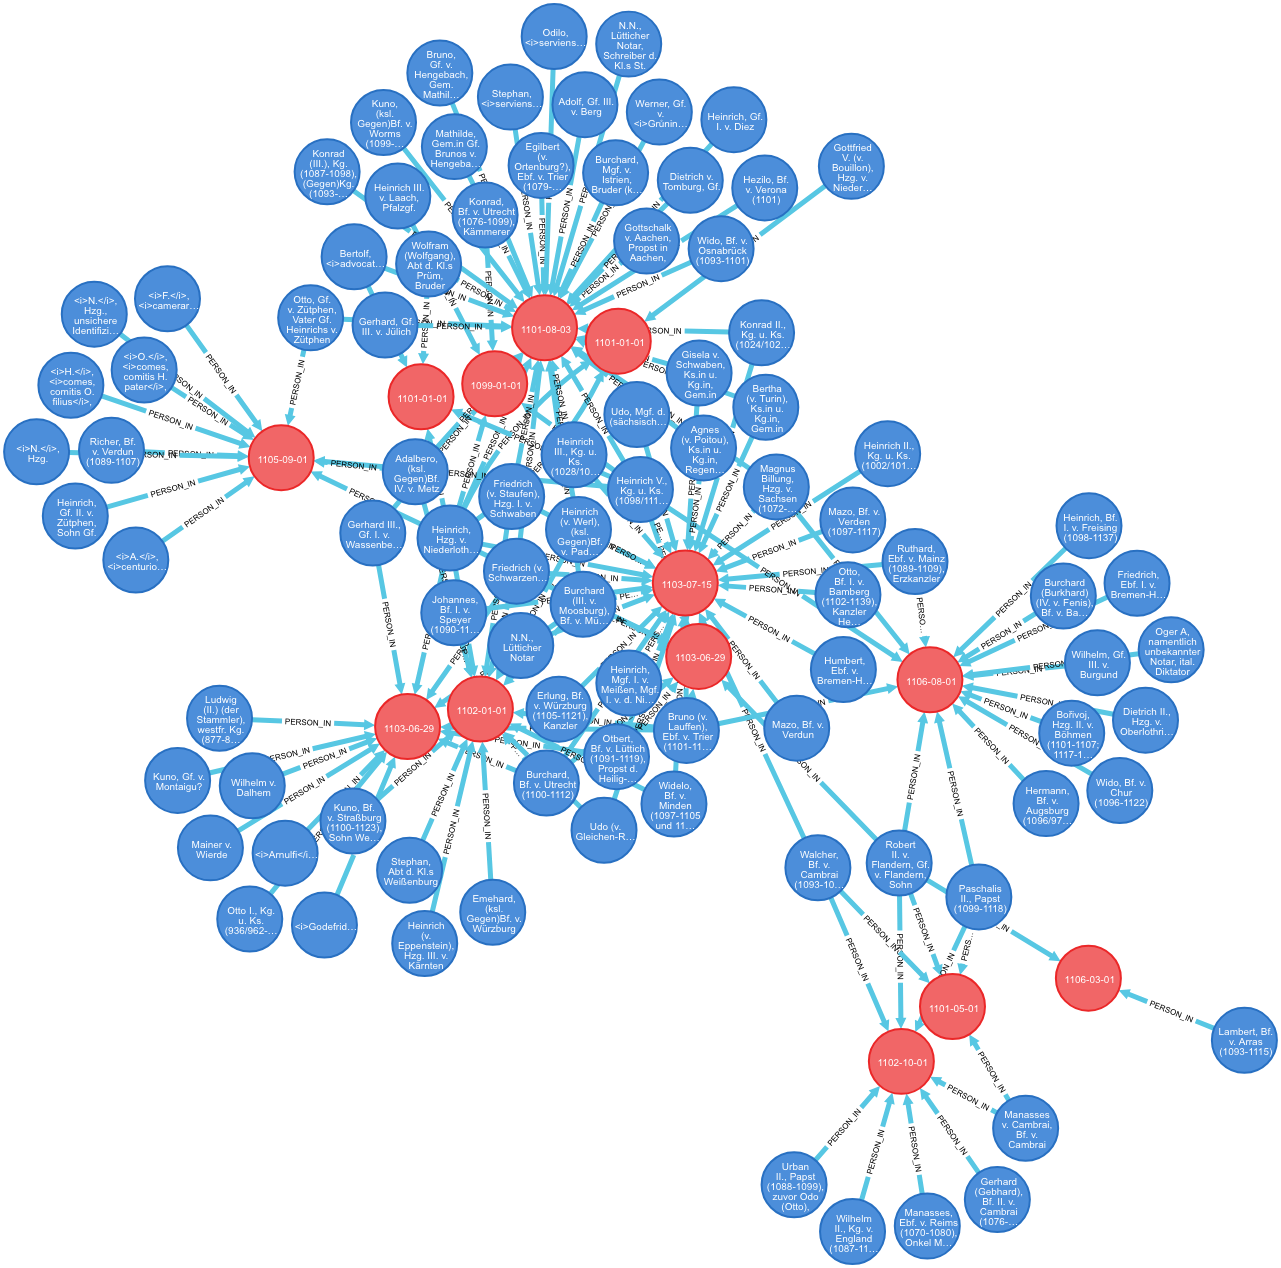 Odilo,
<i>serviens...
N.N.,
Lütticher
Notar,
Schreiber d.
Kl.s St.
Bruno,
Gf. v.
Hengebach,
Gem.
Mathil...
Stephan,
<i>serviens...
Adolf, Gf. III.
v. Berg
Werner, Gf.
v.
<i>Grünin...
Heinrich, Gf.
I. v. Diez
Kuno,
(ksl.
Gegen)Bf. v.
Worms
(1099-...
Mathilde,
Gem.in Gf.
Brunos v.
Hengeba...
Egilbert
(v.
Ortenburg?),
Ebf. v. Trier
(1079-...
Burchard,
Mgf. v.
Istrien,
Bruder (k...
Dietrich v.
Tomburg, Gf.
Hezilo, Bf.
v. Verona
(1101)
Gottfried
V. (v.
Bouillon),
Hzg. v.
Nieder...
Konrad
(III.), Kg.
(1087-1098),
(Gegen)Kg.
(1093-...
Heinrich III.
v. Laach,
Pfalzgf.
Konrad,
Bf. v. Utrecht
(1076-1099),
Kämmerer
Gottschalk
v. Aachen,
Propst in
Aachen,
Wido, Bf. v.
Osnabrück
(1093-1101)
Bertolf,
<i>advocat...
Wolfram
(Wolfgang),
Abt d. Kl.s
Prüm,
Bruder
<i>F.</i>,
<i>camerar...
<i>N.</i>,
Hzg.,
unsichere
Identifizi...
Otto, Gf.
v. Zütphen,
Vater Gf.
Heinrichs v.
Zütphen
Gerhard, Gf.
III. v. Jülich
1101-08-03
1101-01-01
Konrad II.,
Kg. u. Ks.
(1024/102...
<i>O.</i>,
<i>comes,
comitis H.
pater</i>,
<i>H.</i>,
<i>comes,
comitis O.
filius</i>,
1101-01-01
1099-01-01
Gisela v.
Schwaben,
Ks.in u.
Kg.in,
Gem.in
Bertha
(v. Turin),
Ks.in u.
Kg.in,
Gem.in
Udo, Mgf. d.
(sächsisch...
<i>N.</i>,
Hzg.
Richer, Bf.
v. Verdun
(1089-1107)
1105-09-01
Adalbero,
(ksl.
Gegen)Bf.
IV. v. Metz
Heinrich
III., Kg. u.
Ks.
(1028/10...
Agnes
(v. Poitou),
Ks.in u.
Kg.in,
Regen...
Heinrich II.,
Kg. u. Ks.
(1002/101...
Heinrich,
Gf. II. v.
Zütphen,
Sohn Gf.
Friedrich
(v. Staufen),
Hzg. I. v.
Schwaben
Heinrich V.,
Kg. u. Ks.
(1098/111...
Magnus
Billung,
Hzg. v.
Sachsen
(1072-...
Mazo, Bf. v.
Verden
(1097-1117)
<i>A.</i>,
<i>centurio...
Gerhard III.,
Gf. I. v.
Wassenbe...
Heinrich,
Hzg. v.
Niederloth...
Heinrich
(v. Werl),
(ksl.
Gegen)Bf.
v. Pad...
Heinrich, Bf.
I. v. Freising
(1098-1137)
Friedrich (v.
Schwarzen...
1103-07-15
Otto,
Bf. I. v.
Bamberg
(1102-1139),
Kanzler
He...
Ruthard,
Ebf. v. Mainz
(1089-1109),
Erzkanzler
Burchard
(Burkhard)
(IV. v. Fenis),
Bf. v. Ba...
Friedrich,
Ebf. I. v.
Bremen-H...
Johannes,
Bf. I. v.
Speyer
(1090-11...
Burchard
(III. v.
Moosburg),
Bf. v. Mü...
N.N.,
Lütticher
Notar
1103-06-29
Humbert,
Ebf. v.
Bremen-H...
1106-08-01
Wilhelm, Gf.
III. v.
Burgund
Oger A,
namentlich
unbekannter
Notar, ital.
Diktator
Heinrich,
Mgf. I. v.
Meißen, Mgf.
I. v. d. Ni...
Ludwig
(II.) (der
Stammler),
westfr. Kg.
(877-8...
1103-06-29
1102-01-01
Erlung, Bf.
v. Würzburg
(1105-1121),
Kanzler
Bruno (v.
Lauffen),
Ebf. v. Trier
(1101-11...
Mazo, Bf. v.
Verdun
Bořivoj,
Hzg. II. v.
Böhmen
(1101-1107;
1117-1...
Dietrich II.,
Hzg. v.
Oberlothri...
Kuno, Gf. v.
Montaigu?
Wilhelm v.
Dalhem
Otbert,
Bf. v. Lüttich
(1091-1119),
Propst d.
Heilig-...
Burchard,
Bf. v. Utrecht
(1100-1112)
Widelo,
Bf. v.
Minden
(1097-1105
und 11...
Hermann,
Bf. v.
Augsburg
(1096/97...
Wido, Bf. v.
Chur
(1096-1122)
Kuno, Bf.
v. Straßburg
(1100-1123),
Sohn We...
Udo (v.
Gleichen-R...
Mainer v.
Wierde
<i>Arnulfi</i...
Stephan,
Abt d. Kl.s
Weißenburg
Walcher,
Bf. v.
Cambrai
(1093-10...
Robert
II. v.
Flandern, Gf.
v. Flandern,
Sohn
Paschalis
II., Papst
(1099-1118)
Otto I., Kg.
u. Ks.
(936/962-...
<i>Godefrid...
Heinrich
(v.
Eppenstein),
Hzg. III. v.
Kärnten
Emehard,
(ksl.
Gegen)Bf. v.
Würzburg
1106-03-01
1101-05-01
Lambert, Bf.
v. Arras
(1093-1115)
1102-10-01
Manasses
v. Cambrai,
Bf. v.
Cambrai
Urban
II., Papst
(1088-1099),
zuvor Odo
(Otto),
Wilhelm
II., Kg. v.
England
(1087-11...
Manasses,
Ebf. v. Reims
(1070-1080),
Onkel M...
Gerhard
(Gebhard),
Bf. II. v.
Cambrai
(1076-...
PERSON_IN
PERSON_IN
PERSON_IN
PERSON_IN
PERSON_IN
PERSON_IN
PERSON_IN
PERSON_IN
PERSON_IN
PERSON_IN